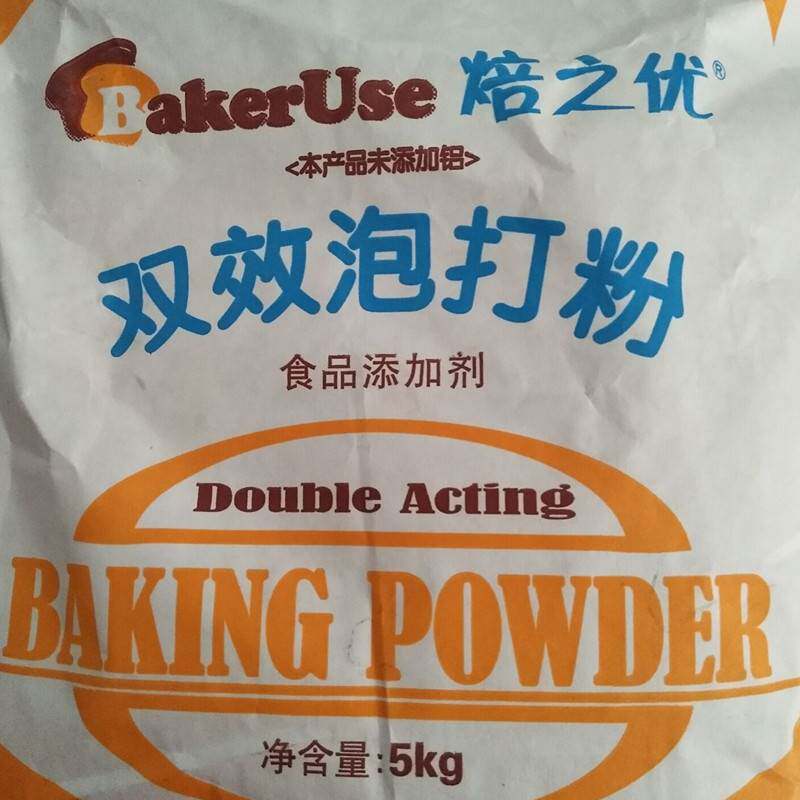 BakerUse 焙之优®
<本产品未添加铝>
双效泡打粉
食品添加剂
Double Acting
BAKING POWDER
净含量:5kg